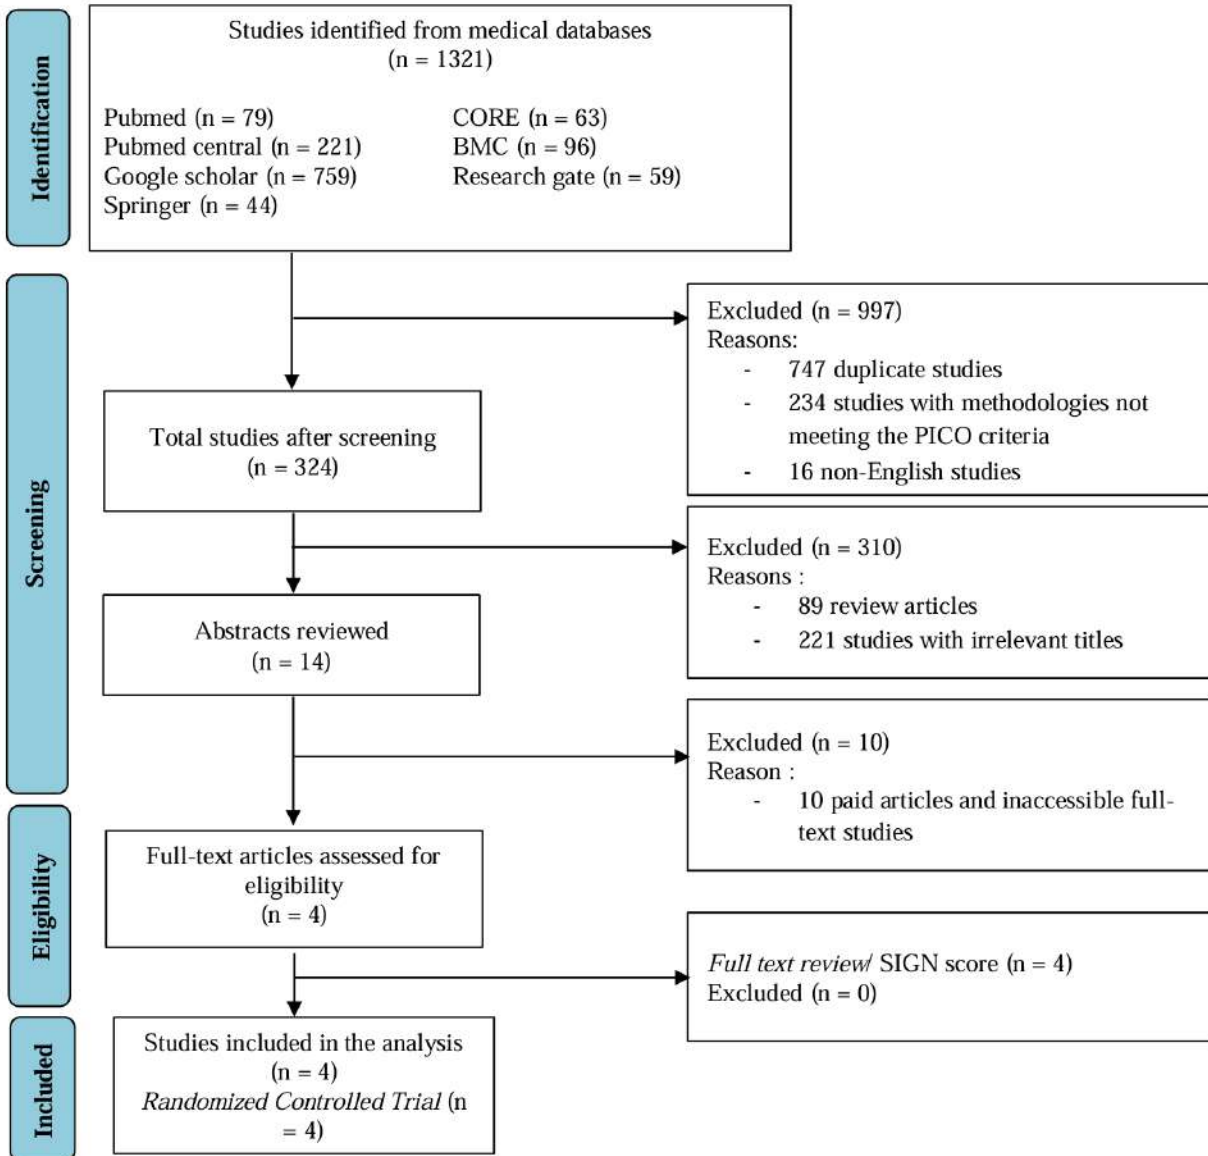 Identification
Studies identified from medical databases
(n = 1321)
Pubmed (n = 79)
Pubmed central (n = 221)
Google scholar (n = 759)
Springer (n = 44)
CORE (n = 63)
BMC (n = 96)
Research gate (n = 59)
Screening
Excluded (n = 997)
Reasons:
- 747 duplicate studies
- 234 studies with methodologies not
meeting the PICO criteria
- 16 non-English studies
Total studies after screening
(n = 324)
Excluded (n = 310)
Reasons :
- 89 review articles
- 221 studies with irrelevant titles
Abstracts reviewed
(n = 14)
Excluded (n = 10)
Reason :
- 10 paid articles and inaccessible full-
text studies
Eligibility
Full-text articles assessed for
eligibility
(n = 4)
Full text review/ SIGN score (n = 4)
Excluded (n = 0)
Included
Studies included in the analysis
(n = 4)
Randomized Controlled Trial (n
= 4)